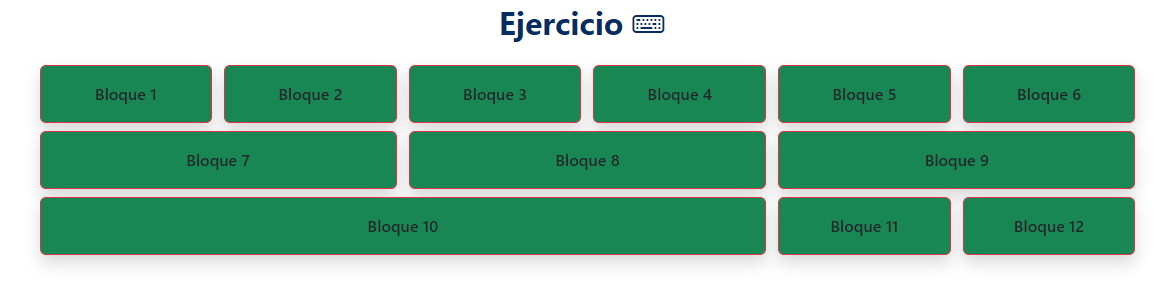 Ejercicio ⌨
Bloque 1 Bloque 2 Bloque 3 Bloque 4 Bloque 5 Bloque 6
Bloque 7 Bloque 8 Bloque 9
Bloque 10 Bloque 11 Bloque 12